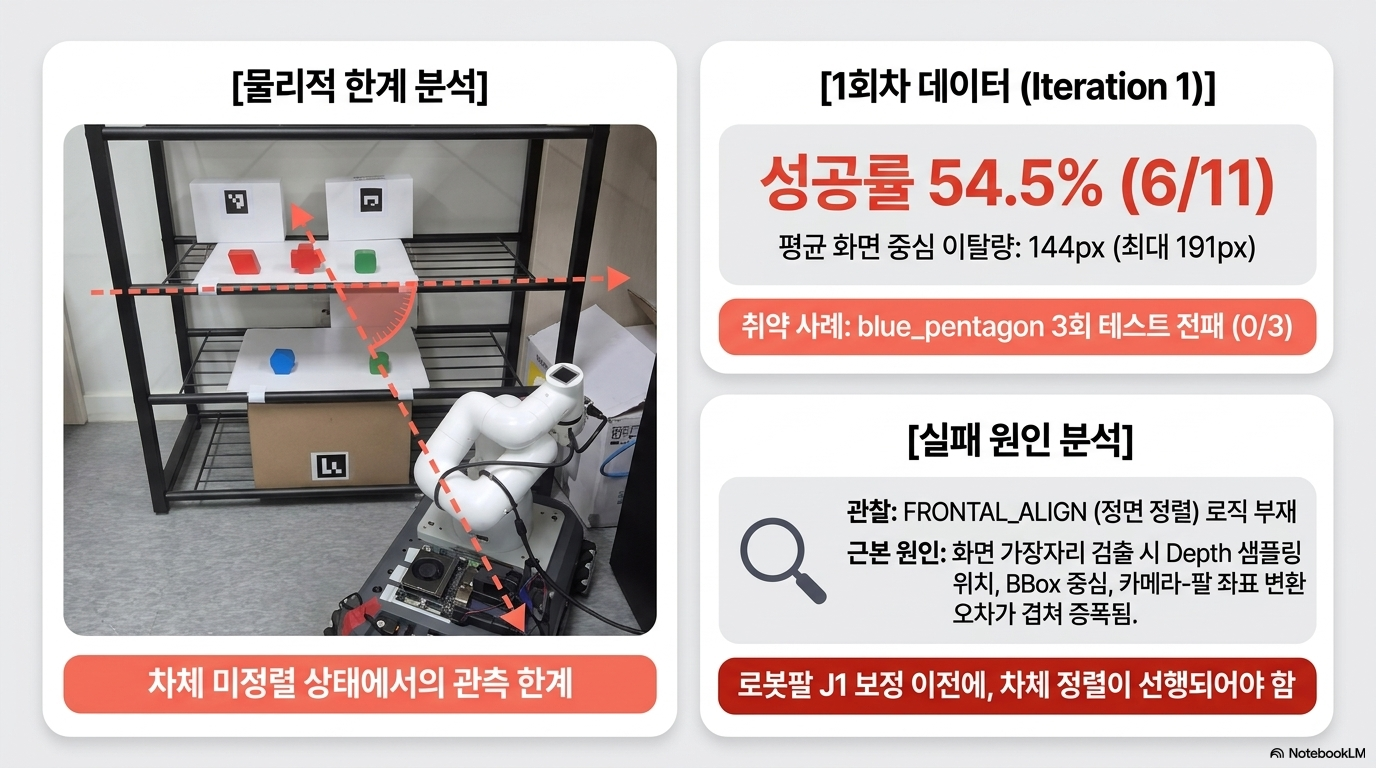 [물리적 한계 분석]
차체 미정렬 상태에서의 관측 한계
[1회차 데이터 (Iteration 1)]
성공률 54.5% (6/11)
평균 화면 중심 이탈량: 144px (최대 191px)
취약 사례: blue_pentagon 3회 테스트 전패 (0/3)
[실패 원인 분석]
관찰: FRONTAL_ALIGN (정면 정렬) 로직 부재
근본 원인: 화면 가장자리 검출 시 Depth 샘플링
위치, BBox 중심, 카메라-팔 좌표 변환
오차가 겹쳐 증폭됨.
로봇팔 J1 보정 이전에, 차체 정렬이 선행되어야 함
NotebookLM